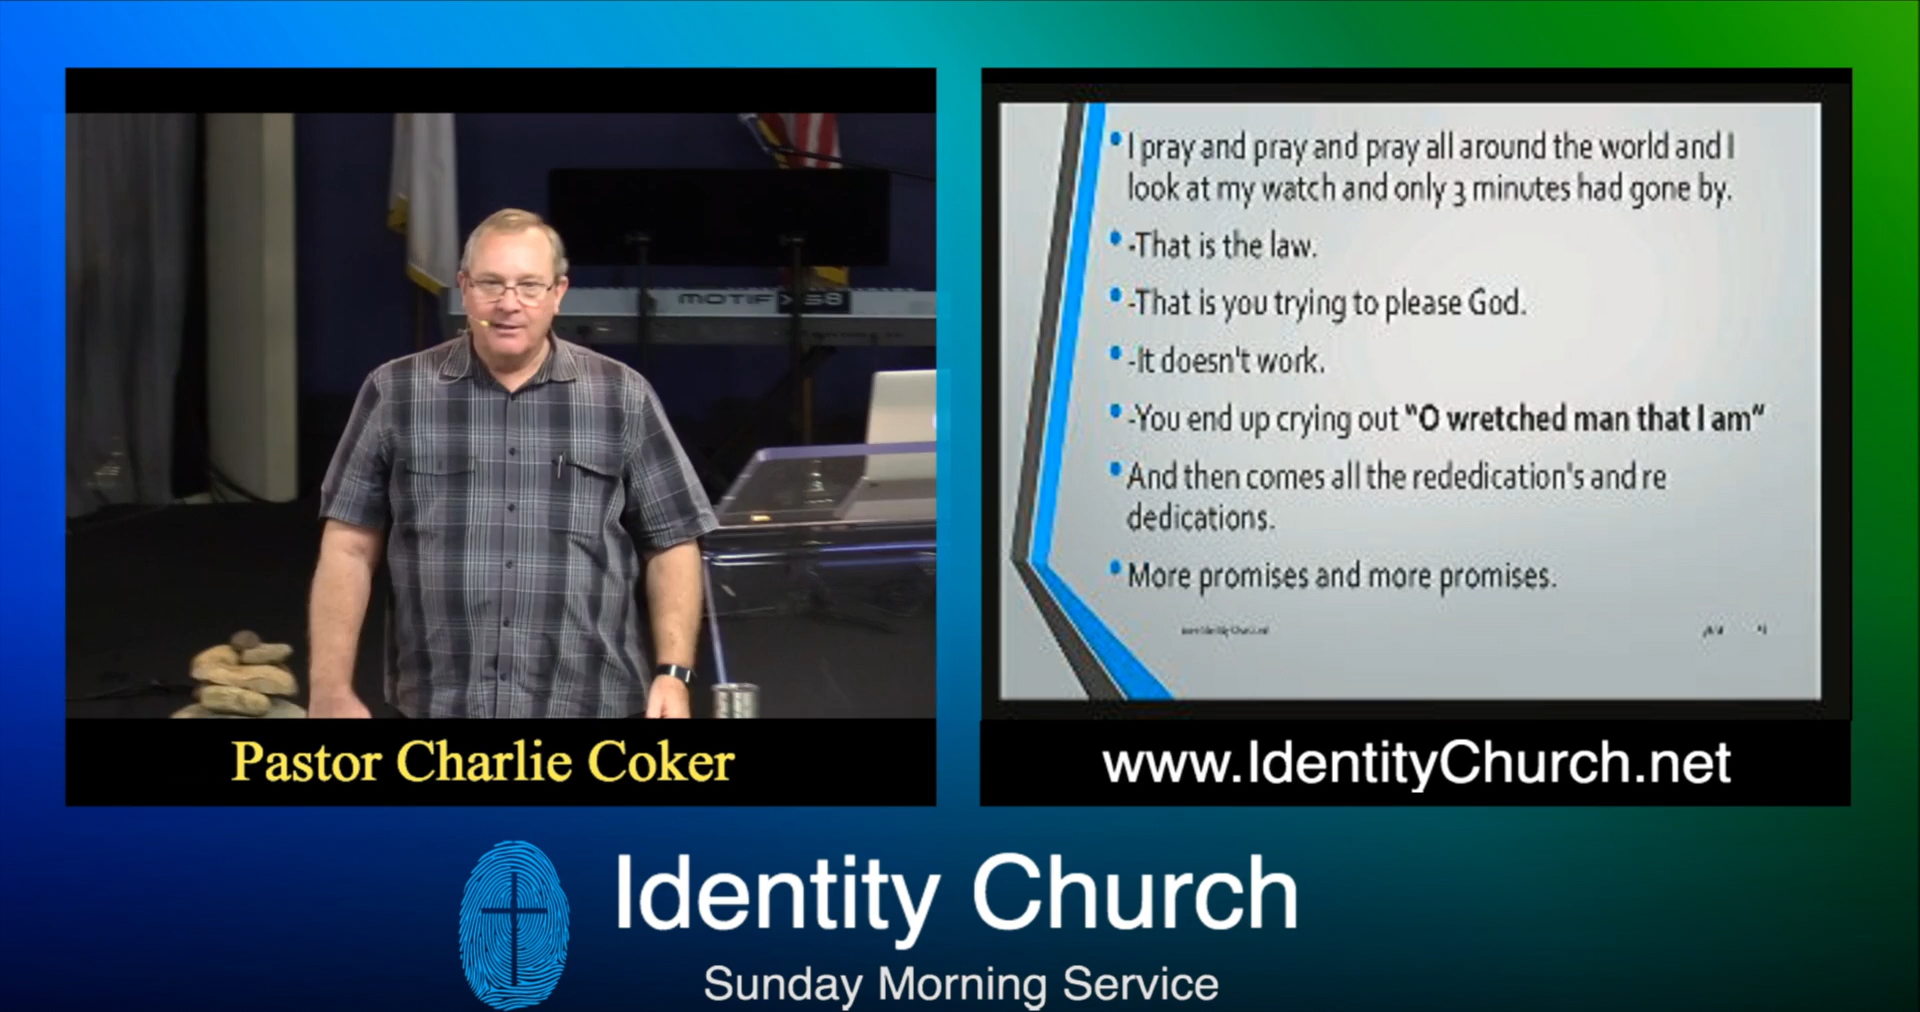 MOTIF XS8
Pastor Charlie Coker
• I pray and pray and pray all around the world and I
look at my watch and only 3 minutes had gone by.
• -That is the law.
• -That is you trying to please God.
• -It doesn't work.
• -You end up crying out "O wretched man that I am"
• And then comes all the rededication's and re
dedications.
• More promises and more promises.
www.IdentityChurch.net
Identity Church
Sunday Morning Service